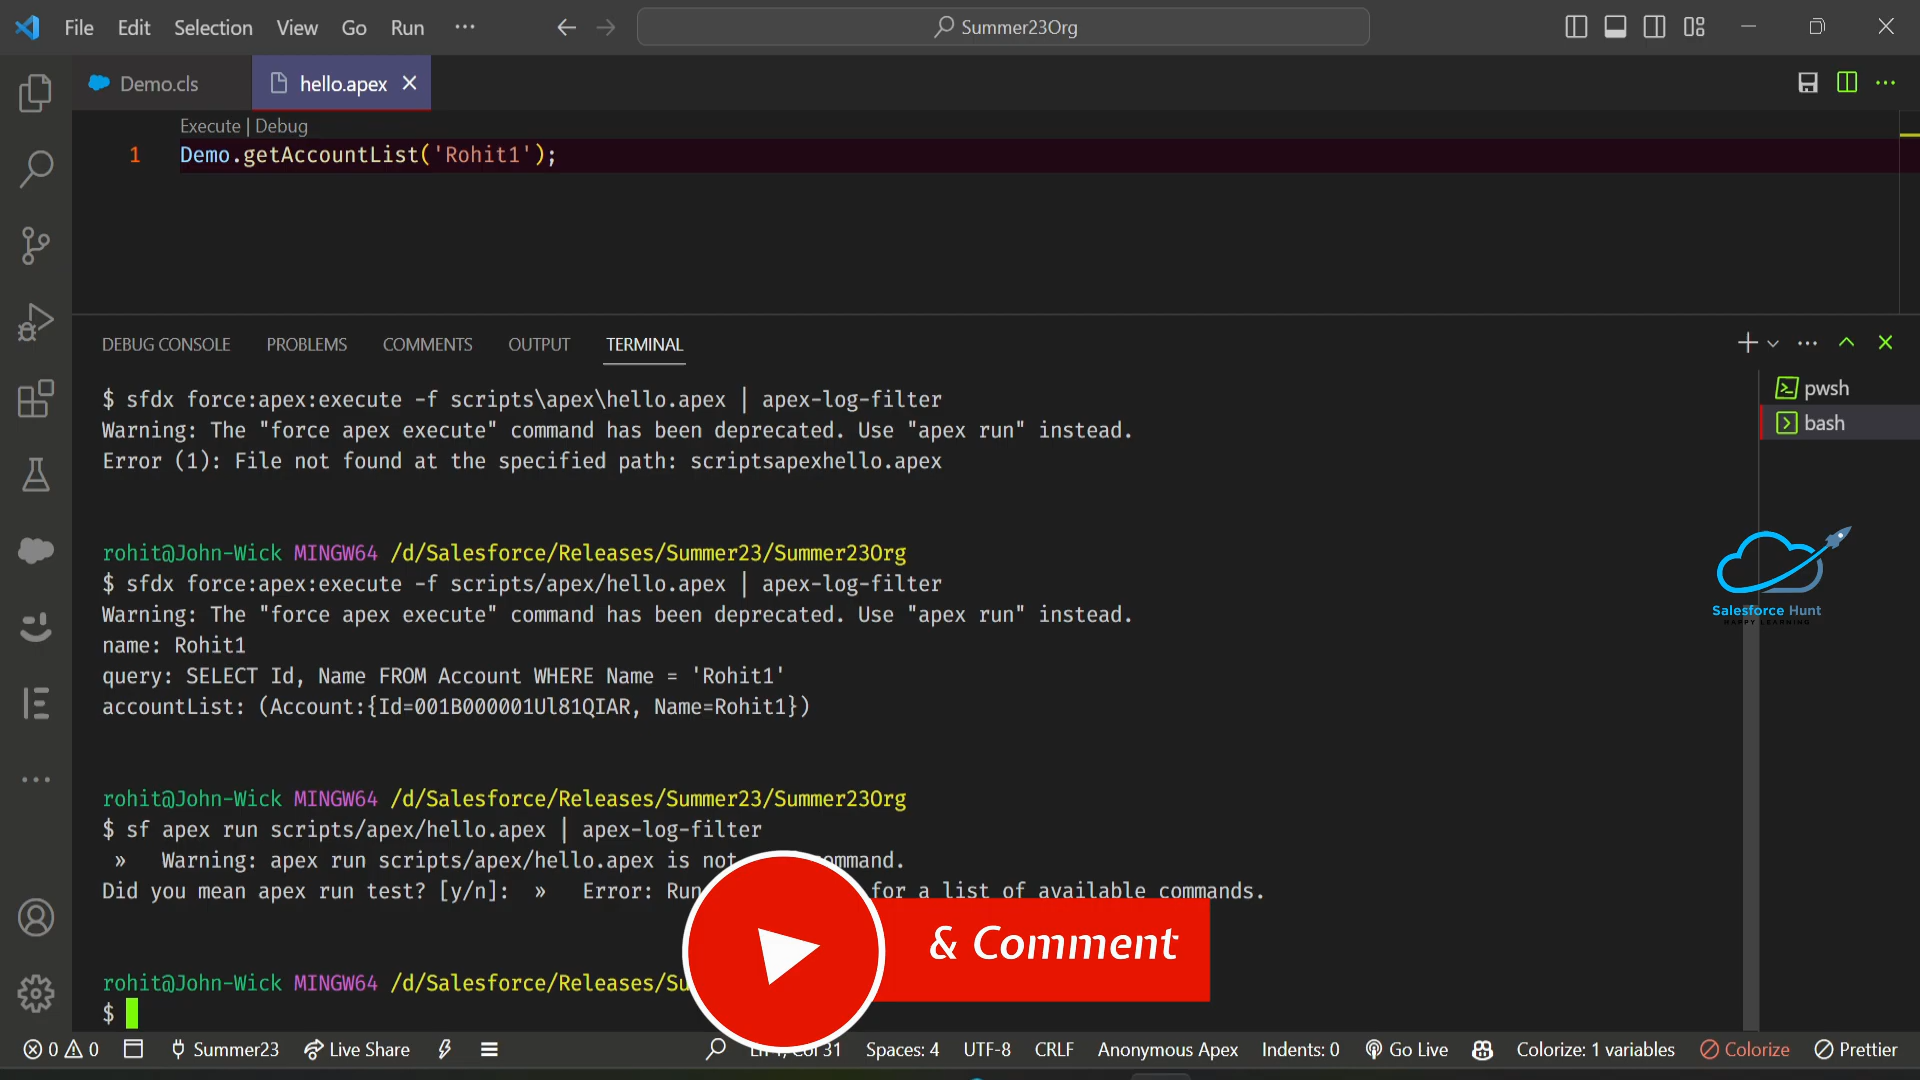 File Edit Selection View Go Run ··· Summer23Org
Demo.cls hello.apex
Execute | Debug
1 Demo.getAccountList('Rohit1');
DEBUG CONSOLE PROBLEMS COMMENTS OUTPUT TERMINAL
$ sfdx force:apex:execute -f scripts\apex\hello.apex | apex-log-filter
Warning: The "force apex execute" command has been deprecated. Use "apex run" instead.
Error (1): File not found at the specified path: scriptsapexhello.apex
rohit@John-Wick MINGW64 /d/Salesforce/Releases/Summer23/Summer23Org
$ sfdx force:apex:execute -f scripts/apex/hello.apex | apex-log-filter
Warning: The "force apex execute" command has been deprecated. Use "apex run" instead.
name: Rohit1
query: SELECT Id, Name FROM Account WHERE Name = 'Rohit1'
accountList: (Account:{Id=001B000001Ul81QIAR, Name=Rohit1})
rohit@John-Wick MINGW64 /d/Salesforce/Releases/Summer23/Summer23Org
$ sf apex run scripts/apex/hello.apex | apex-log-filter
» Warning: apex run scripts/apex/hello.apex is not command.
Did you mean apex run test? [y/n]: » Error: Run for a list of available commands.
rohit@John-Wick MINGW64 /d/Salesforce/Releases/Su
$
pwsh
bash
Salesforce Hunt
HAPPY LEARNING
& Comment
0 0 Summer23 Live Share Col 31 Spaces: 4 UTF-8 CRLF Anonymous Apex Indents: 0 Go Live Colorize: 1 variables Colorize Prettier